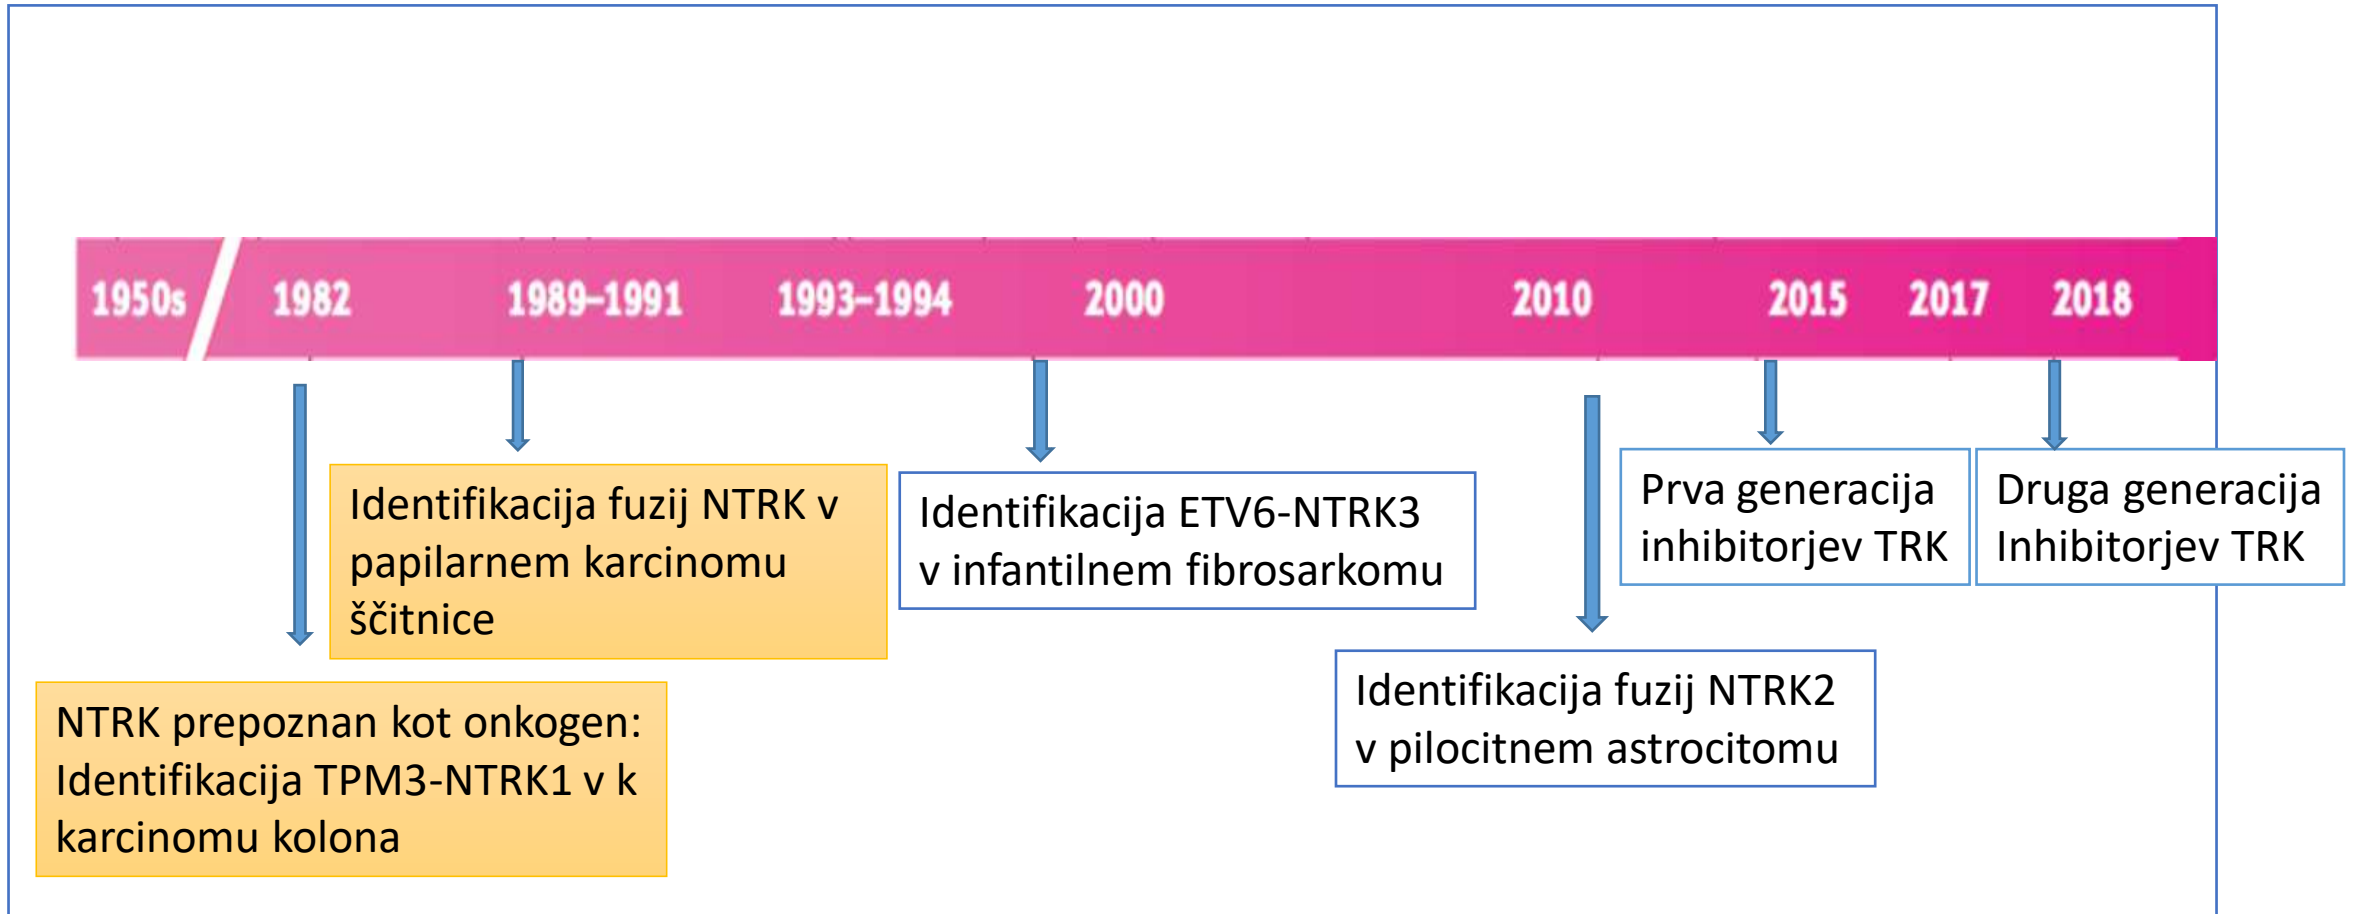 1950s 1982 1989–1991 1993–1994 2000 2010 2015 2017 2018
Identifikacija fuzij NTRK v
papilarnem karcinomu
ščitnice
Identifikacija ETV6-NTRK3
v infantilnem fibrosarkomu
Prva generacija
inhibitorjev TRK
Druga generacija
Inhibitorjev TRK
NTRK prepoznan kot onkogen:
Identifikacija TPM3-NTRK1 v k
karcinomu kolona
Identifikacija fuzij NTRK2
v pilocitnem astrocitomu